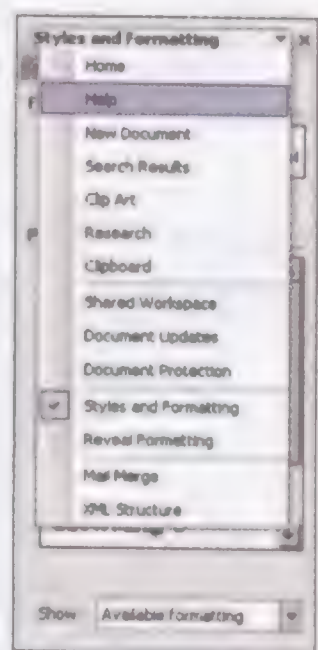 Styles and Formatting
Home
Help
New Document
Search Results
Clip Art
Research
Clipboard
Shared Workspace
Document Updates
Document Protection
Styles and Formatting
Reveal Formatting
Mail Merge
XML Structure
Show Available formatting